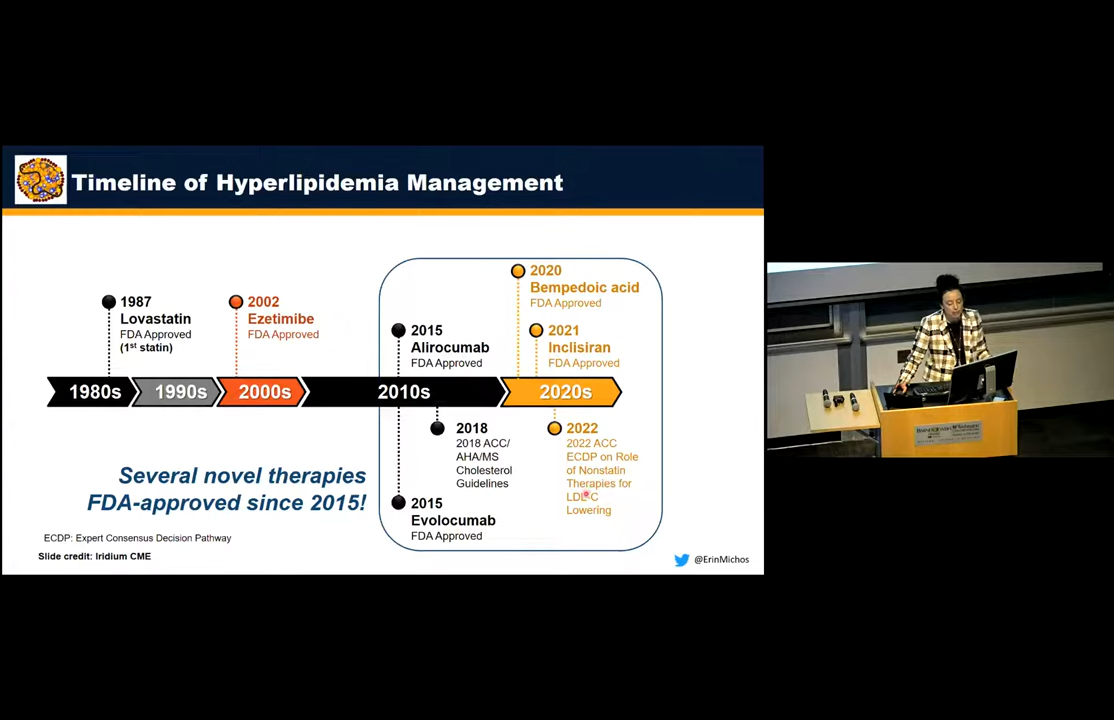 Timeline of Hyperlipidemia Management
1987
Lovastatin
FDA Approved
(1st statin)
2002
Ezetimibe
FDA Approved
2015
Alirocumab
FDA Approved
2020
Bempedoic acid
FDA Approved
2021
Inclisiran
FDA Approved
1980s
1990s
2000s
2010s
2020s
2018
2018 ACC/
AHA/MS
Cholesterol
Guidelines
2015
Evolocumab
FDA Approved
2022
2022 ACC
ECDP on Role
of Nonstatin
Therapies for
LDL-C
Lowering
Several novel therapies
FDA-approved since 2015!
ECDP: Expert Consensus Decision Pathway
Slide credit: Iridium CME
@ErinMichos